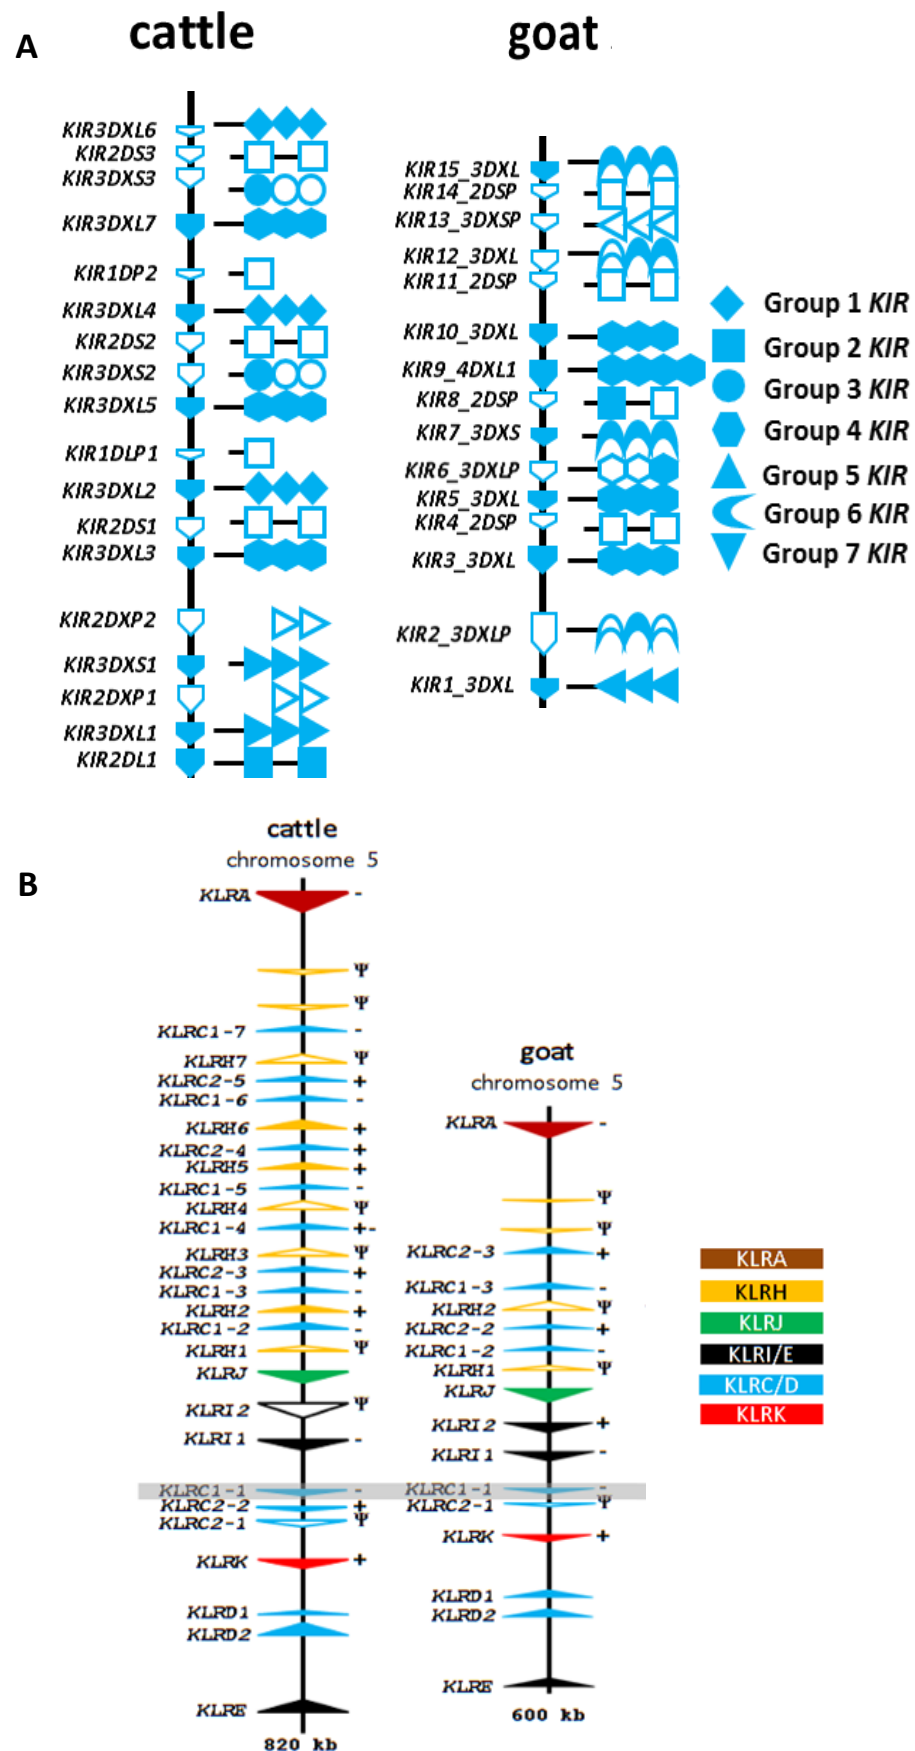 A
cattle
goat
KIR3DXL6
KIR2DS3
KIR3DXS3
KIR3DXL7
KIR1DP2
KIR3DXL4
KIR2DS2
KIR3DXS2
KIR3DXL5
KIR1DLP1
KIR3DXL2
KIR2DS1
KIR3DXL3
KIR2DXP2
KIR3DXS1
KIR2DXP1
KIR3DXL1
KIR2DL1
KIR15_3DXL
KIR14_2DSP
KIR13_3DXSP
KIR12_3DXL
KIR11_2DSP
KIR10_3DXL
KIR9_4DXL1
KIR8_2DSP
KIR7_3DXS
KIR6_3DXLP
KIR5_3DXL
KIR4_2DSP
KIR3_3DXL
KIR2_3DXLP
KIR1_3DXL
Group 1 KIR
Group 2 KIR
Group 3 KIR
Group 4 KIR
Group 5 KIR
Group 6 KIR
Group 7 KIR
B
cattle
chromosome 5
KLRA -
Ψ
Ψ
KLRC1-7 -
KLRH7 Ψ
KLRC2-5 +
KLRC1-6 -
KLRH6 +
KLRC2-4 +
KLRH5 +
KLRC1-5 -
KLRH4 Ψ
KLRC1-4 +-
KLRH3 Ψ
KLRC2-3 +
KLRC1-3 -
KLRH2 +
KLRC1-2 -
KLRH1 Ψ
KLRJ
KLRI2 Ψ
KLRI1 -
KLRC1-1 -
KLRC2-2 +
KLRC2-1 Ψ
KLRK +
KLRD1
KLRD2
KLRE
820 kb
goat
chromosome 5
KLRA -
Ψ
Ψ
KLRC2-3 +
KLRC1-3 -
KLRH2 Ψ
KLRC2-2 +
KLRC1-2 -
KLRH1 Ψ
KLRJ
KLRI2 +
KLRI1 -
KLRC1-1 -
KLRC2-1 Ψ
KLRK +
KLRD1
KLRD2
KLRE
600 kb
KLRA
KLRH
KLRJ
KLRI/E
KLRC/D
KLRK